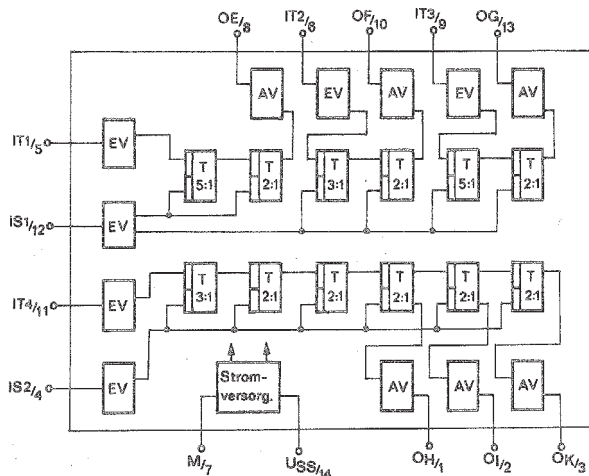 OE/8 IT2/6 OF/10 IT3/9 OG/13
AV EV AV EV AV
IT1/5 EV
T T T T T T
5:1 2:1 3:1 2:1 5:1 2:1
IS1/12 EV
T T T T T T
3:1 2:1 2:1 2:1 2:1 2:1
IT4/11 EV
IS2/4 EV
Strom-
versorg.
AV AV AV
M/7 USS/14 OH/1 OI/2 OK/3